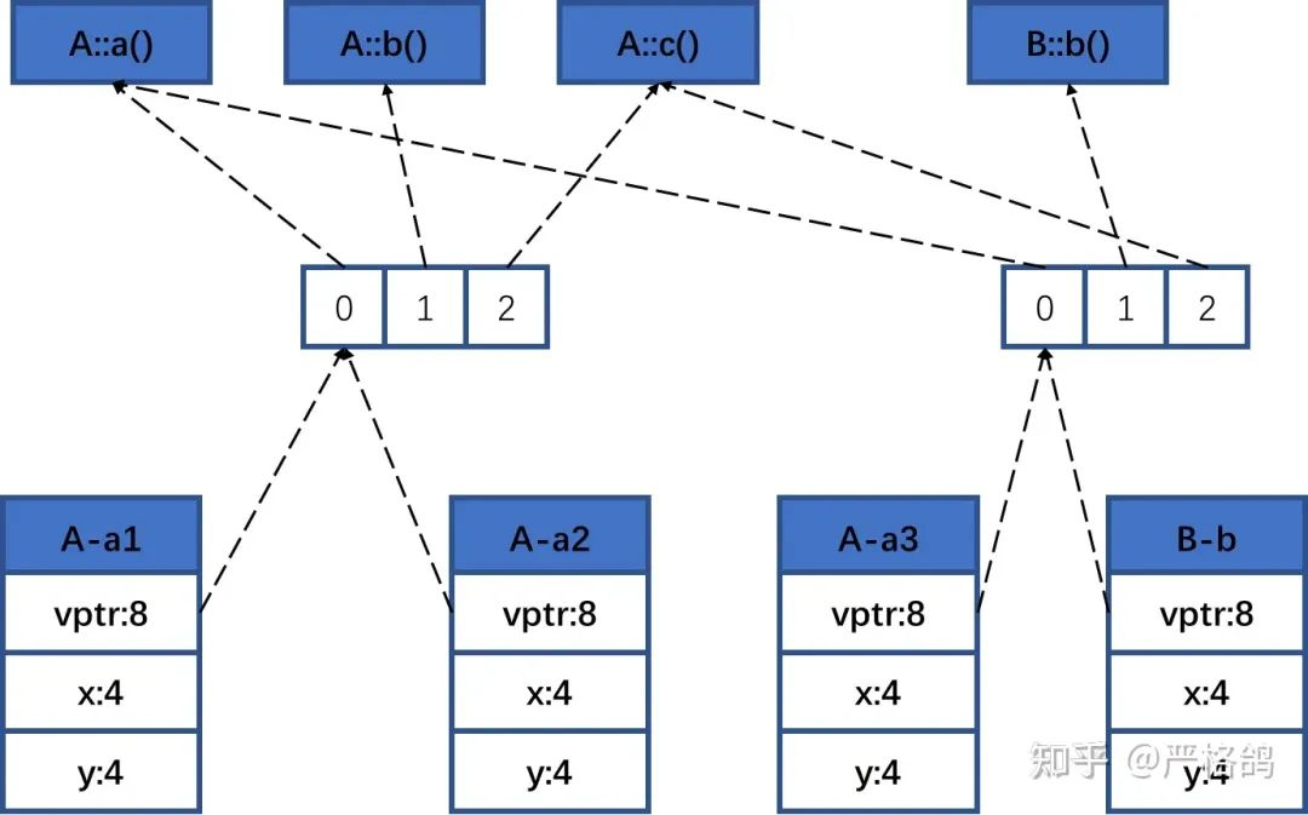 A::a() A::b() A::c() B::b()
0 1 2 0 1 2
A-a1 A-a2 A-a3 B-b
vptr:8 vptr:8 vptr:8 vptr:8
x:4 x:4 x:4 x:4
y:4 y:4 y:4 y:4
知乎 @严格鸽